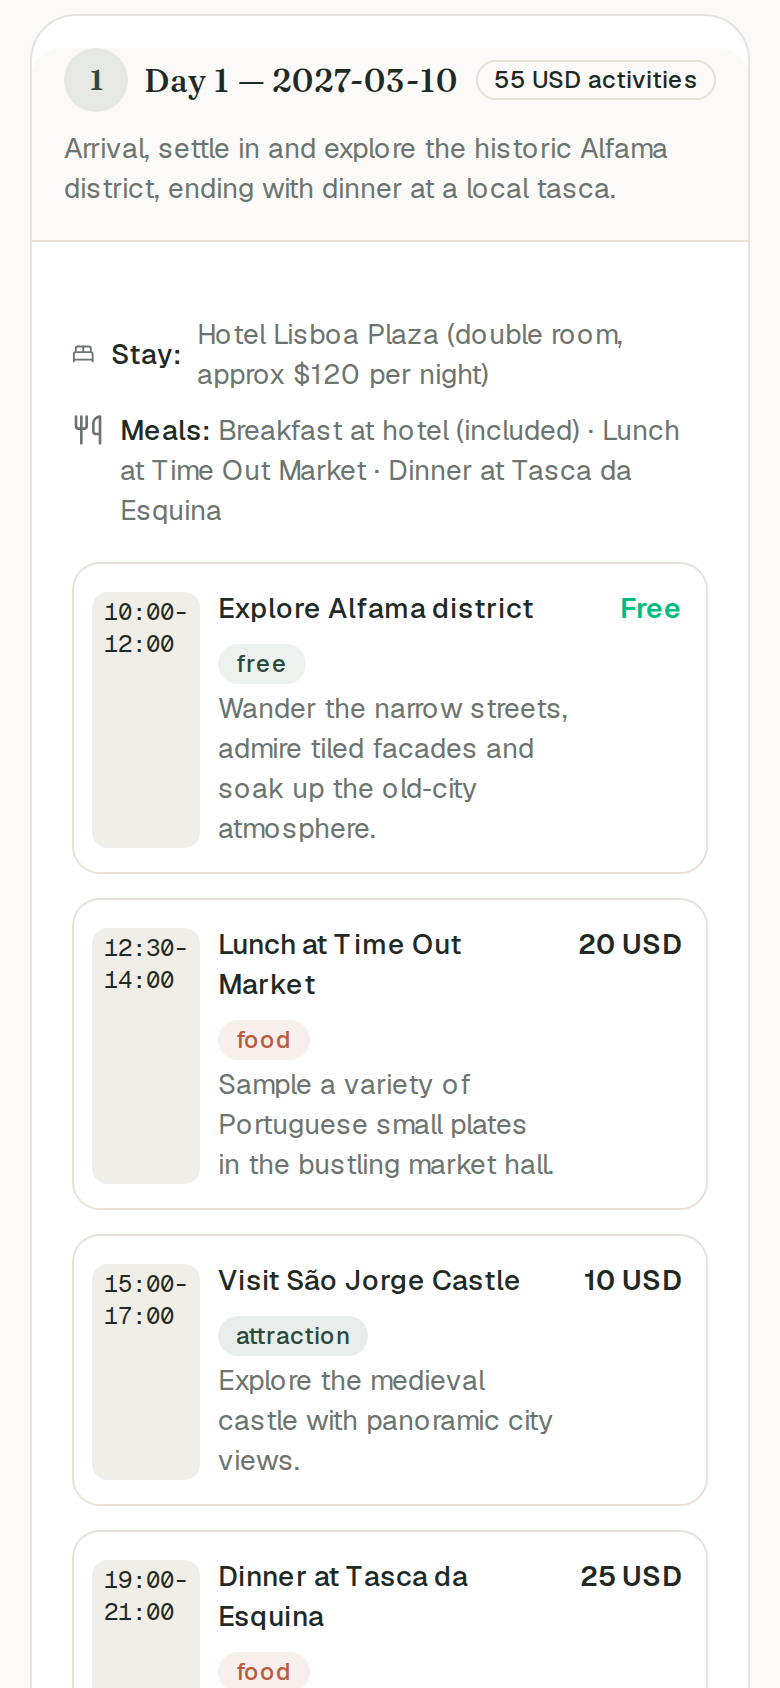 1 Day 1 — 2027-03-10 55 USD activities
Arrival, settle in and explore the historic Alfama
district, ending with dinner at a local tasca.
Stay: Hotel Lisboa Plaza (double room,
approx $120 per night)
Meals: Breakfast at hotel (included) · Lunch
at Time Out Market · Dinner at Tasca da
Esquina
10:00-
12:00
Explore Alfama district Free
free
Wander the narrow streets,
admire tiled facades and
soak up the old-city
atmosphere.
12:30-
14:00
Lunch at Time Out 20 USD
Market
food
Sample a variety of
Portuguese small plates
in the bustling market hall.
15:00-
17:00
Visit São Jorge Castle 10 USD
attraction
Explore the medieval
castle with panoramic city
views.
19:00-
21:00
Dinner at Tasca da 25 USD
Esquina
food